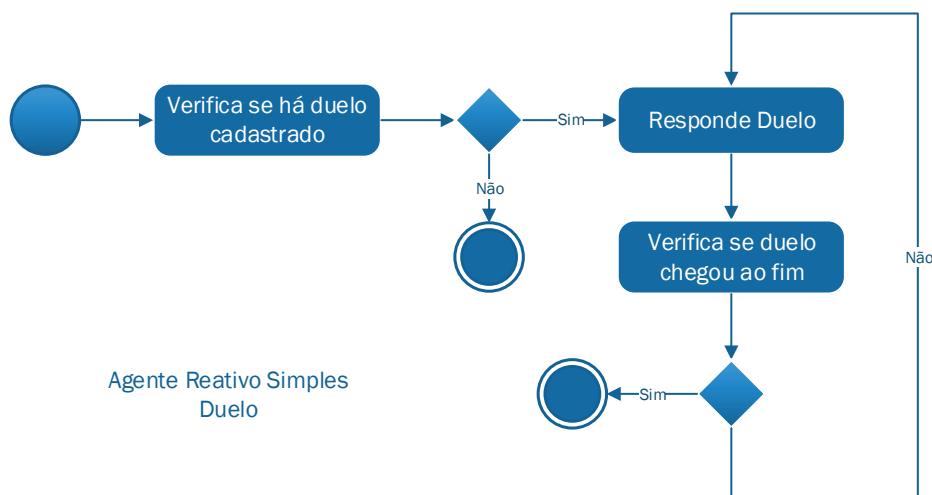 Verifica se há duelo
cadastrado
Sim
Responde Duelo
Não
Verifica se duelo
chegou ao fim
Não
Agente Reativo Simples
Duelo
Sim